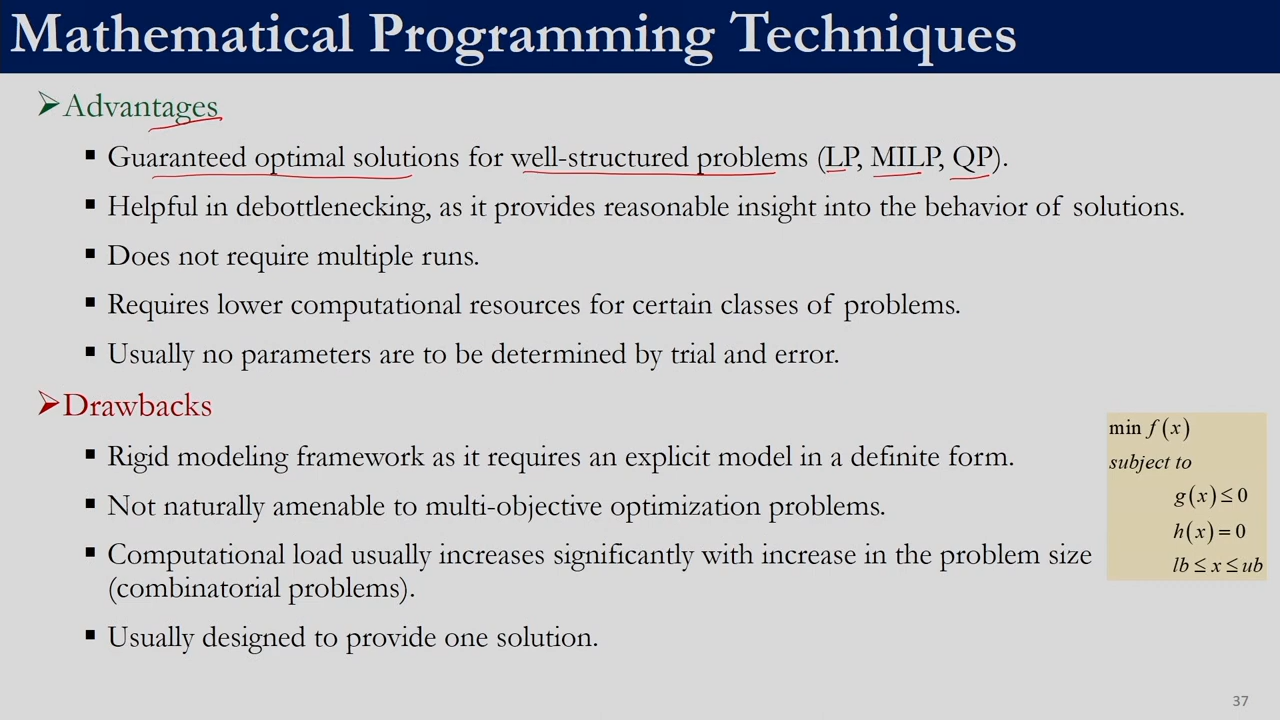 Mathematical Programming Techniques
Advantages
Guaranteed optimal solutions for well-structured problems (LP, MILP, QP).
Helpful in debottlenecking, as it provides reasonable insight into the behavior of solutions.
Does not require multiple runs.
Requires lower computational resources for certain classes of problems.
Usually no parameters are to be determined by trial and error.
Drawbacks
Rigid modeling framework as it requires an explicit model in a definite form.
Not naturally amenable to multi-objective optimization problems.
Computational load usually increases significantly with increase in the problem size
(combinatorial problems).
Usually designed to provide one solution.
min f(x)
subject to
g(x) ≤ 0
h(x) = 0
lb ≤ x ≤ ub
37